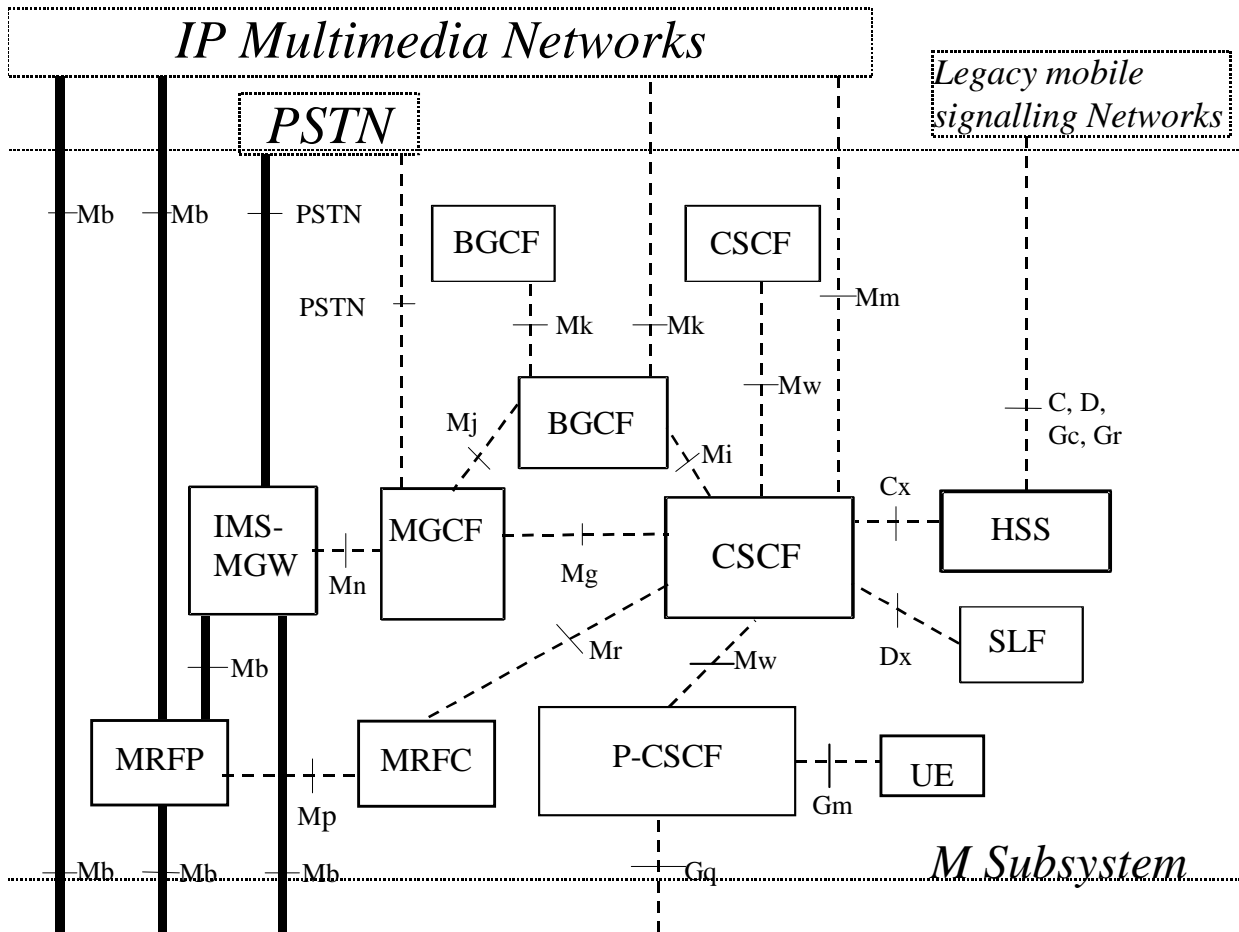 IP Multimedia Networks
Legacy mobile
signalling Networks
PSTN
Mb
Mb
PSTN
BGCF
CSCF
PSTN
Mm
Mk
Mk
Mw
C, D,
Gc, Gr
Mj
BGCF
Mi
Cx
IMS-
MGW
MGCF
HSS
CSCF
Mn
Mg
SLF
Mr
Mw
Dx
Mb
MRFP
MRFC
P-CSCF
UE
Mp
Gm
Mb
Mb
Mb
Gq
M Subsystem